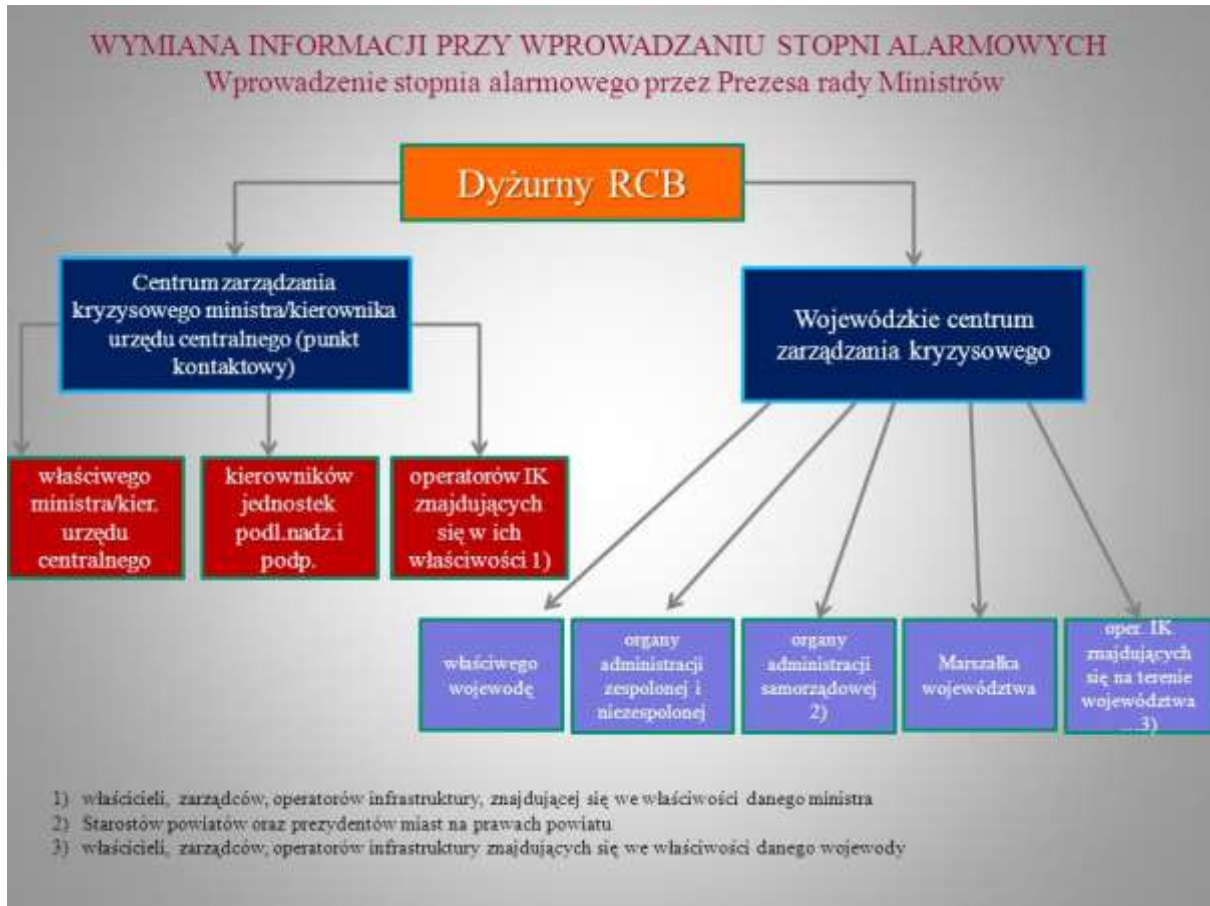 WYMIANA INFORMACJI PRZY WPROWADZANIU STOPNI ALARMOWYCH
Wprowadzenie stopnia alarmowego przez Prezesa rady Ministrów
Dyżurny RCB
Centrum zarządzania
kryzysowego ministra/kierownika
urzędu centralnego (punkt
kontaktowy)
Wojewódzkie centrum
zarządzania kryzysowego
właściwego
ministra/kier.
urzędu
centralnego
kierowników
jednostek
podl.nadz.i
podp.
operatorów IK
znajdujących
się w ich
właściwości 1)
właściwego
wojewodę
organy
administracji
zespolonej i
niezespolonej
organy
administracji
samorządowej
2)
Marszałka
województwa
oper. IK
znajdujących
się na terenie
województwa
...3)
1) właścicieli, zarządców, operatorów infrastruktury, znajdującej się we właściwości danego ministra
2) Starostów powiatów oraz prezydentów miast na prawach powiatu
3) właścicieli, zarządców, operatorów infrastruktury znajdujących się we właściwości danego wojewody